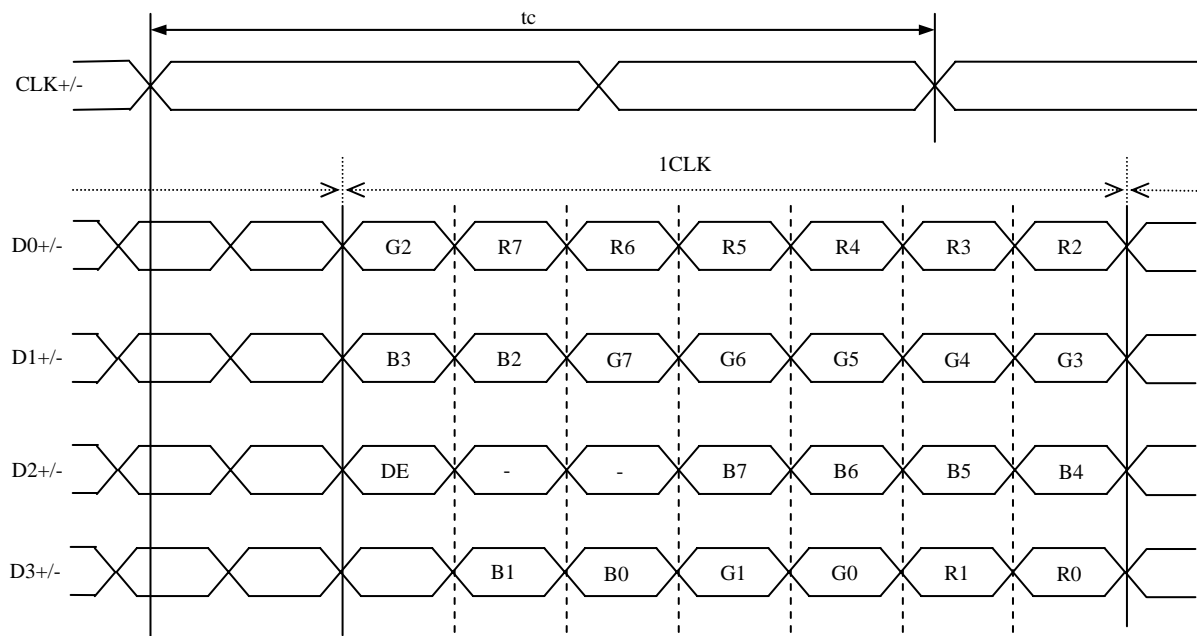 tc
CLK+/-
1CLK
D0+/- G2 R7 R6 R5 R4 R3 R2
D1+/- B3 B2 G7 G6 G5 G4 G3
D2+/- DE - - B7 B6 B5 B4
D3+/- B1 B0 G1 G0 R1 R0